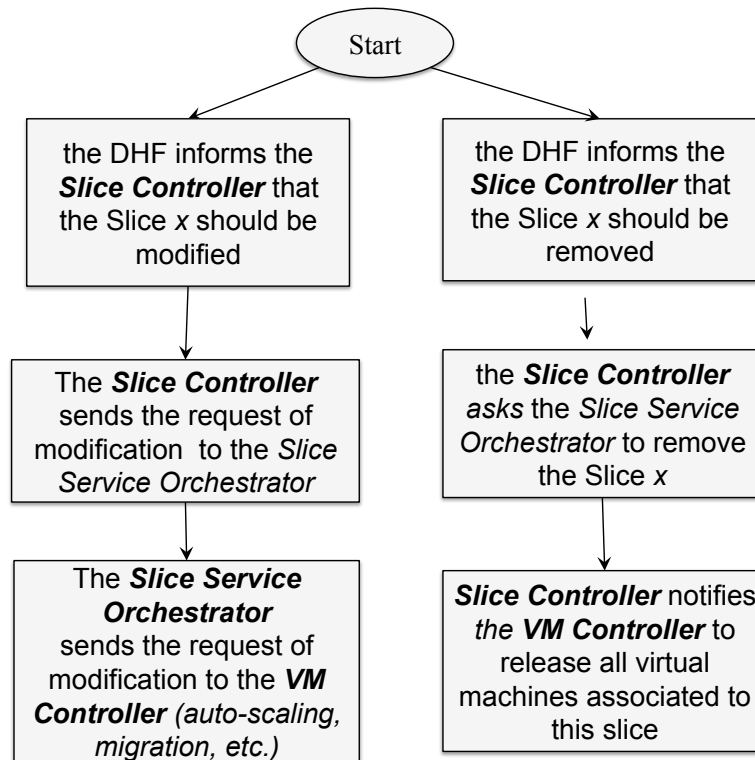 Start
the DHF informs the
Slice Controller that
the Slice x should be
modified
the DHF informs the
Slice Controller that
the Slice x should be
removed
The Slice Controller
sends the request of
modification to the Slice
Service Orchestrator
the Slice Controller
asks the Slice Service
Orchestrator to remove
the Slice x
The Slice Service
Orchestrator
sends the request of
modification to the VM
Controller (auto-scaling,
migration, etc.)
Slice Controller notifies
the VM Controller to
release all virtual
machines associated to
this slice